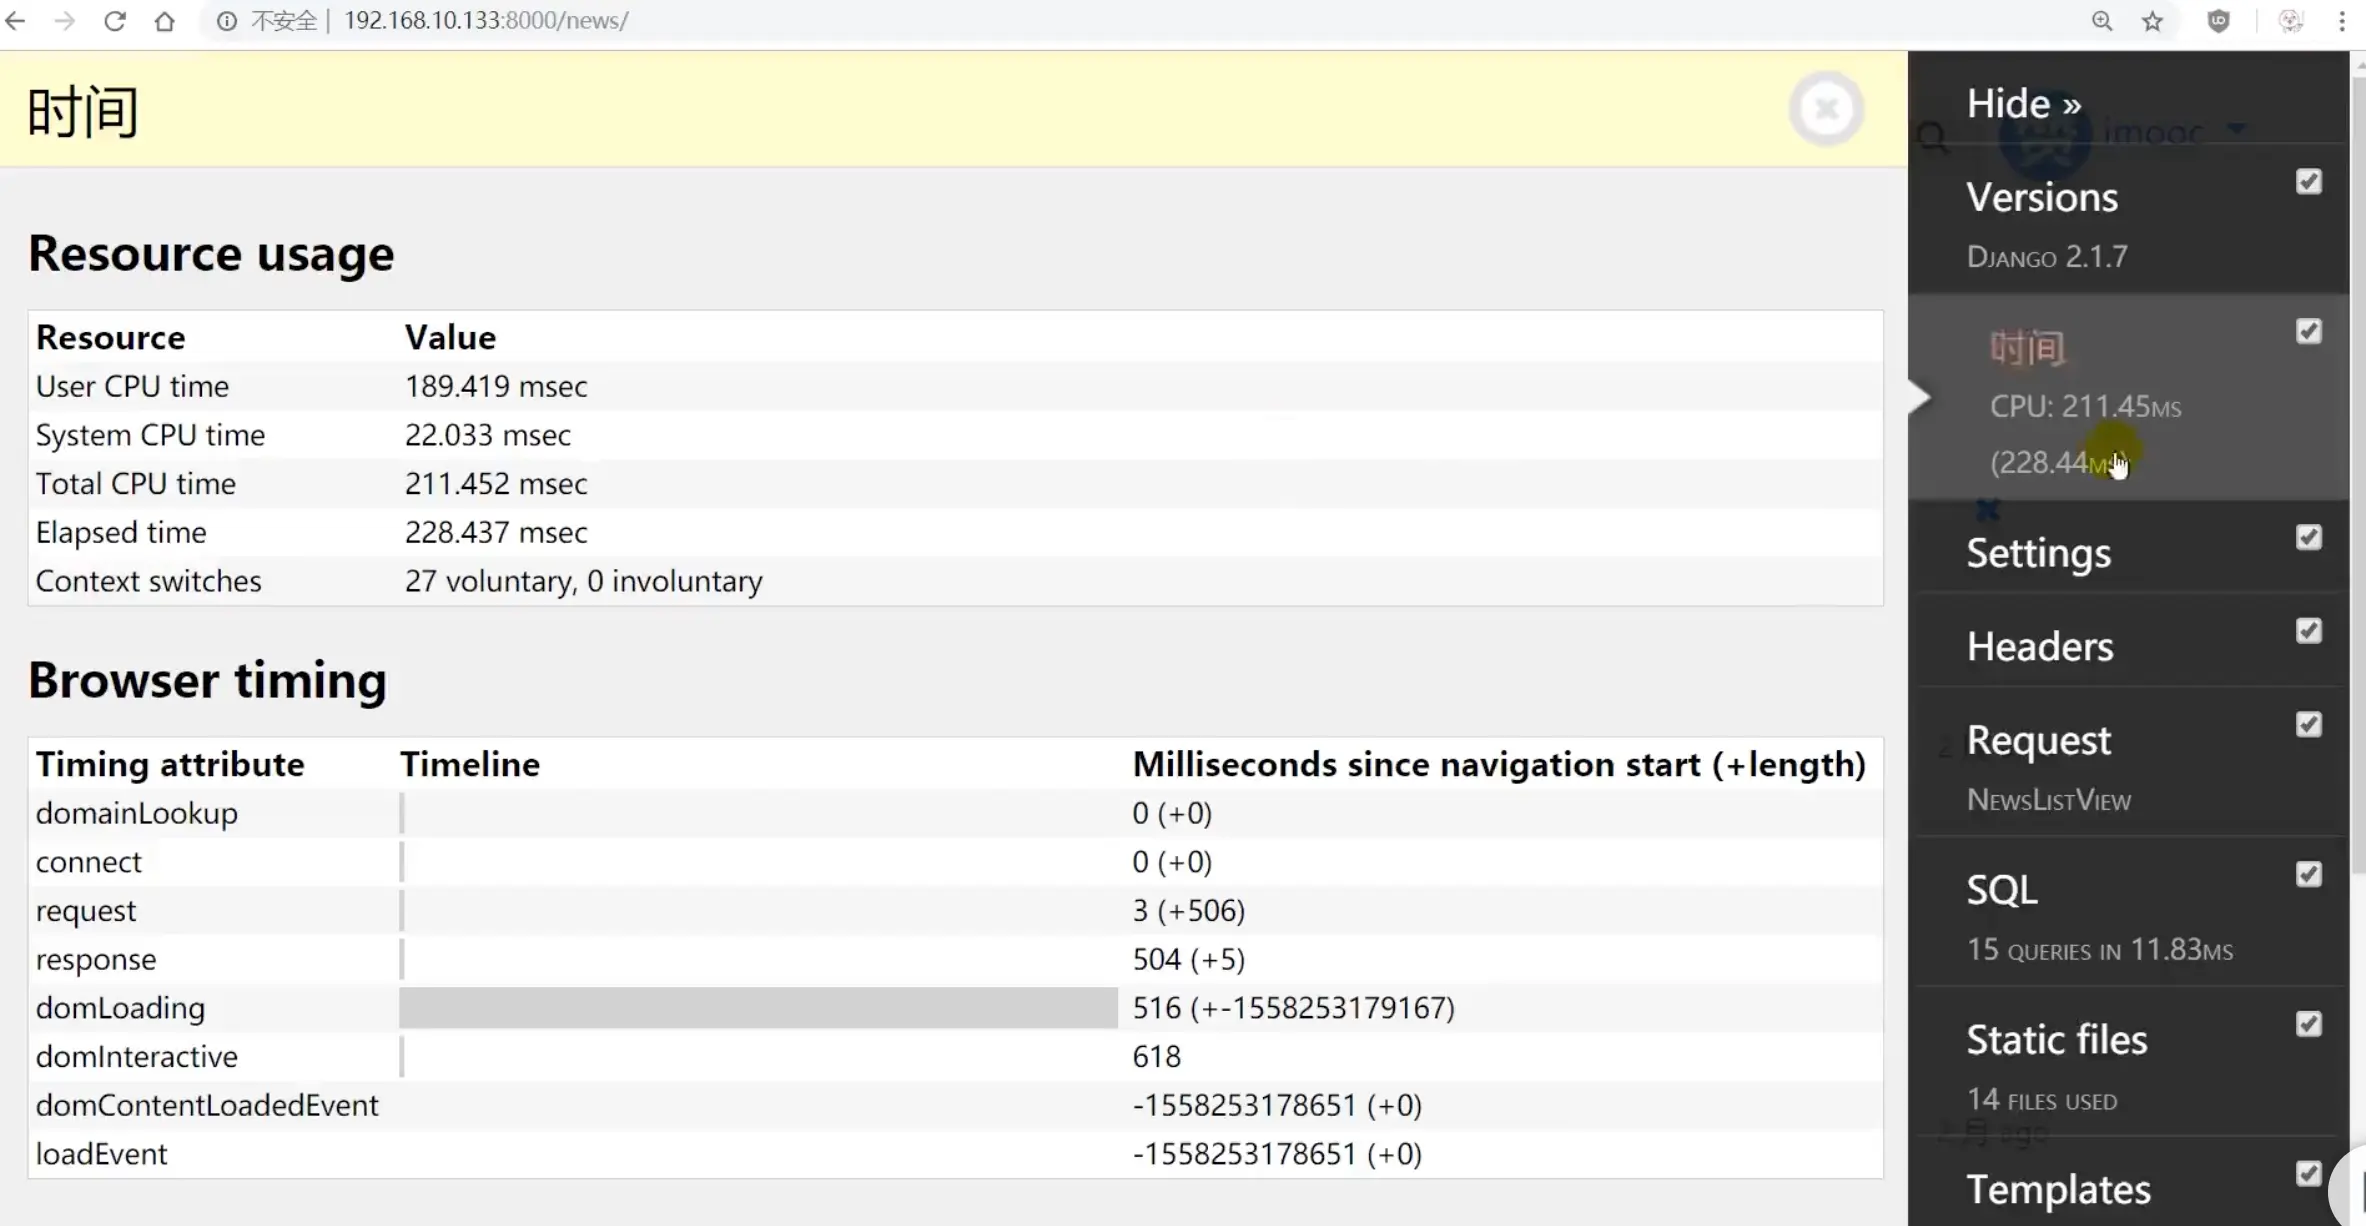 不安全 | 192.168.10.133:8000/news/
时间
Resource usage
Resource Value
User CPU time 189.419 msec
System CPU time 22.033 msec
Total CPU time 211.452 msec
Elapsed time 228.437 msec
Context switches 27 voluntary, 0 involuntary
Browser timing
Timing attribute Timeline Milliseconds since navigation start (+length)
domainLookup 0 (+0)
connect 0 (+0)
request 3 (+506)
response 504 (+5)
domLoading 516 (+-1558253179167)
domInteractive 618
domContentLoadedEvent -1558253178651 (+0)
loadEvent -1558253178651 (+0)
Hide »
imooc
Versions
Django 2.1.7
时间
CPU: 211.45ms
(228.44ms)
Settings
Headers
Request
NewsListView
SQL
15 queries in 11.83ms
Static files
14 files used
月 ago
Templates